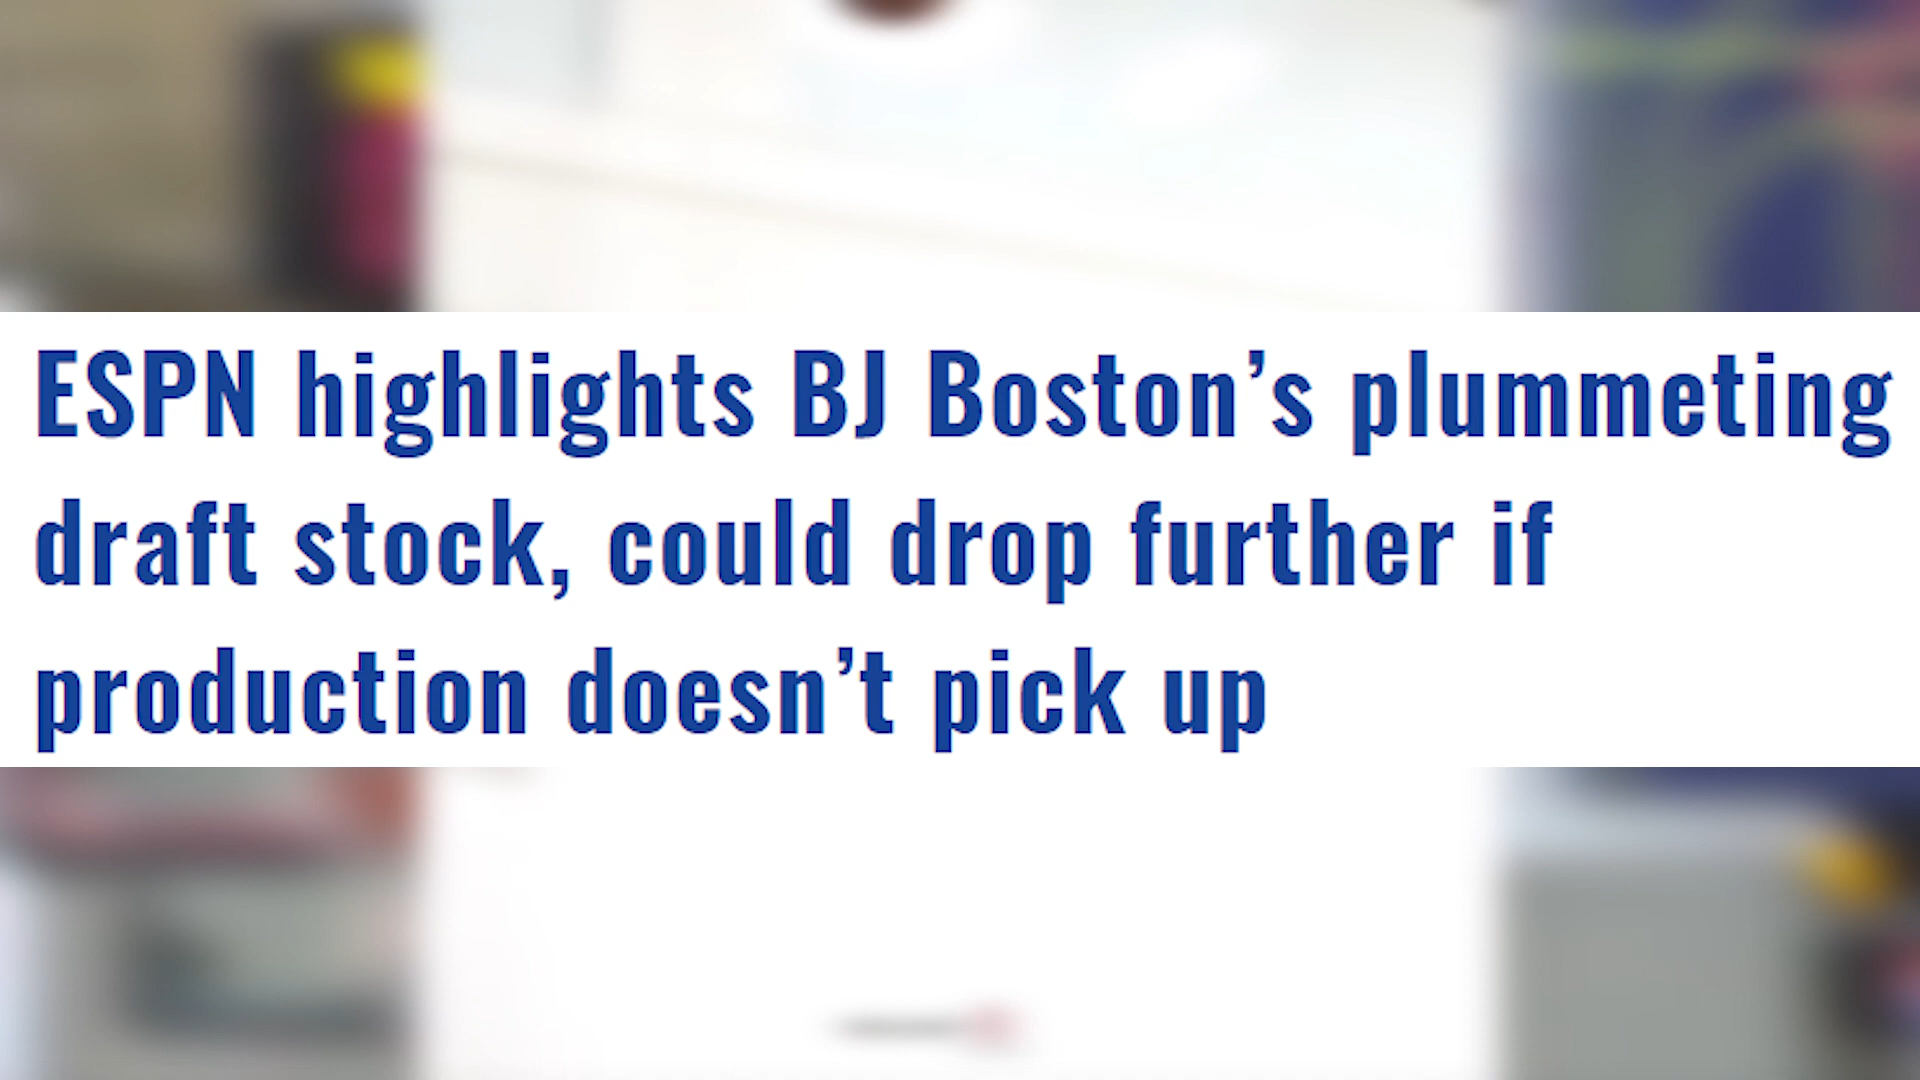 ESPN highlights BJ Boston’s plummeting
draft stock, could drop further if
production doesn’t pick up